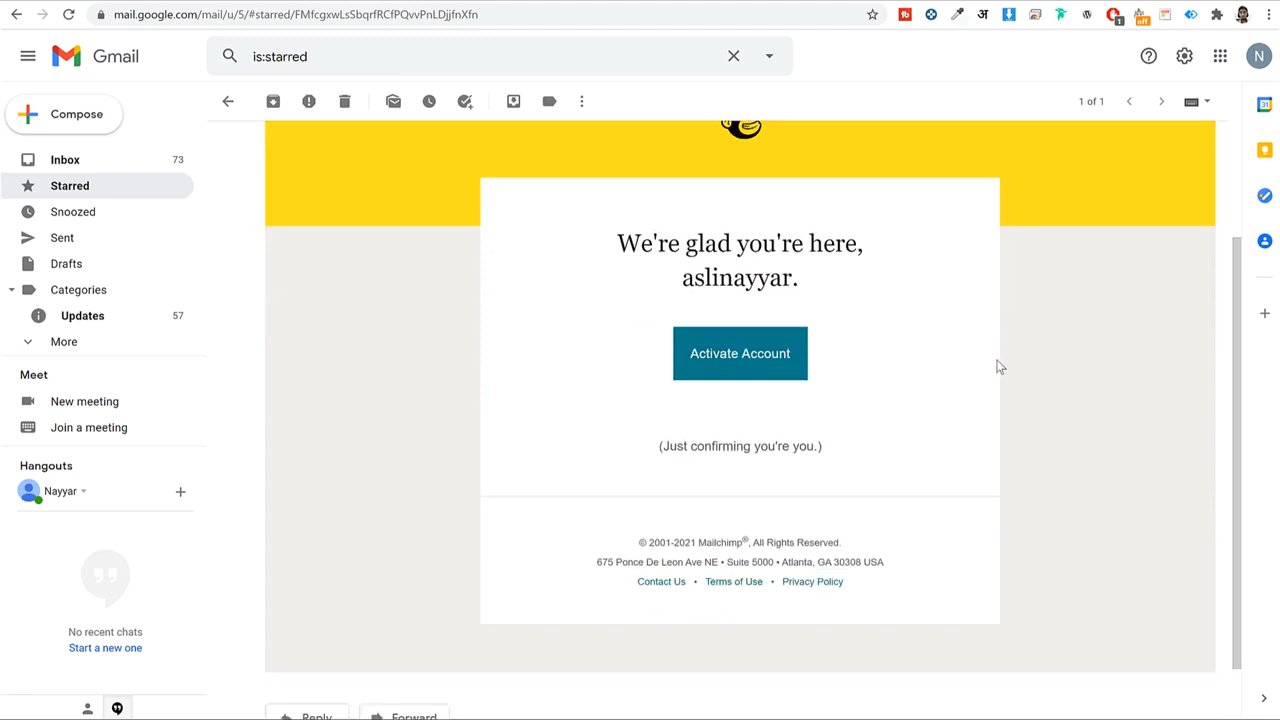 mail.google.com/mail/u/5/#starred/FMfcgxwLsSbqrfRCfPQvvPnLDjjfnXfn
1
off
Gmail
is:starred
N
Compose
1 of 1
Inbox 73
Starred
Snoozed
Sent
Drafts
Categories
Updates 57
More
Meet
New meeting
Join a meeting
Hangouts
Nayyar
No recent chats
Start a new one
We're glad you're here,
aslinayyar.
Activate Account
(Just confirming you're you.)
© 2001-2021 Mailchimp®, All Rights Reserved.
675 Ponce De Leon Ave NE • Suite 5000 • Atlanta, GA 30308 USA
Contact Us • Terms of Use • Privacy Policy
Reply
Forward